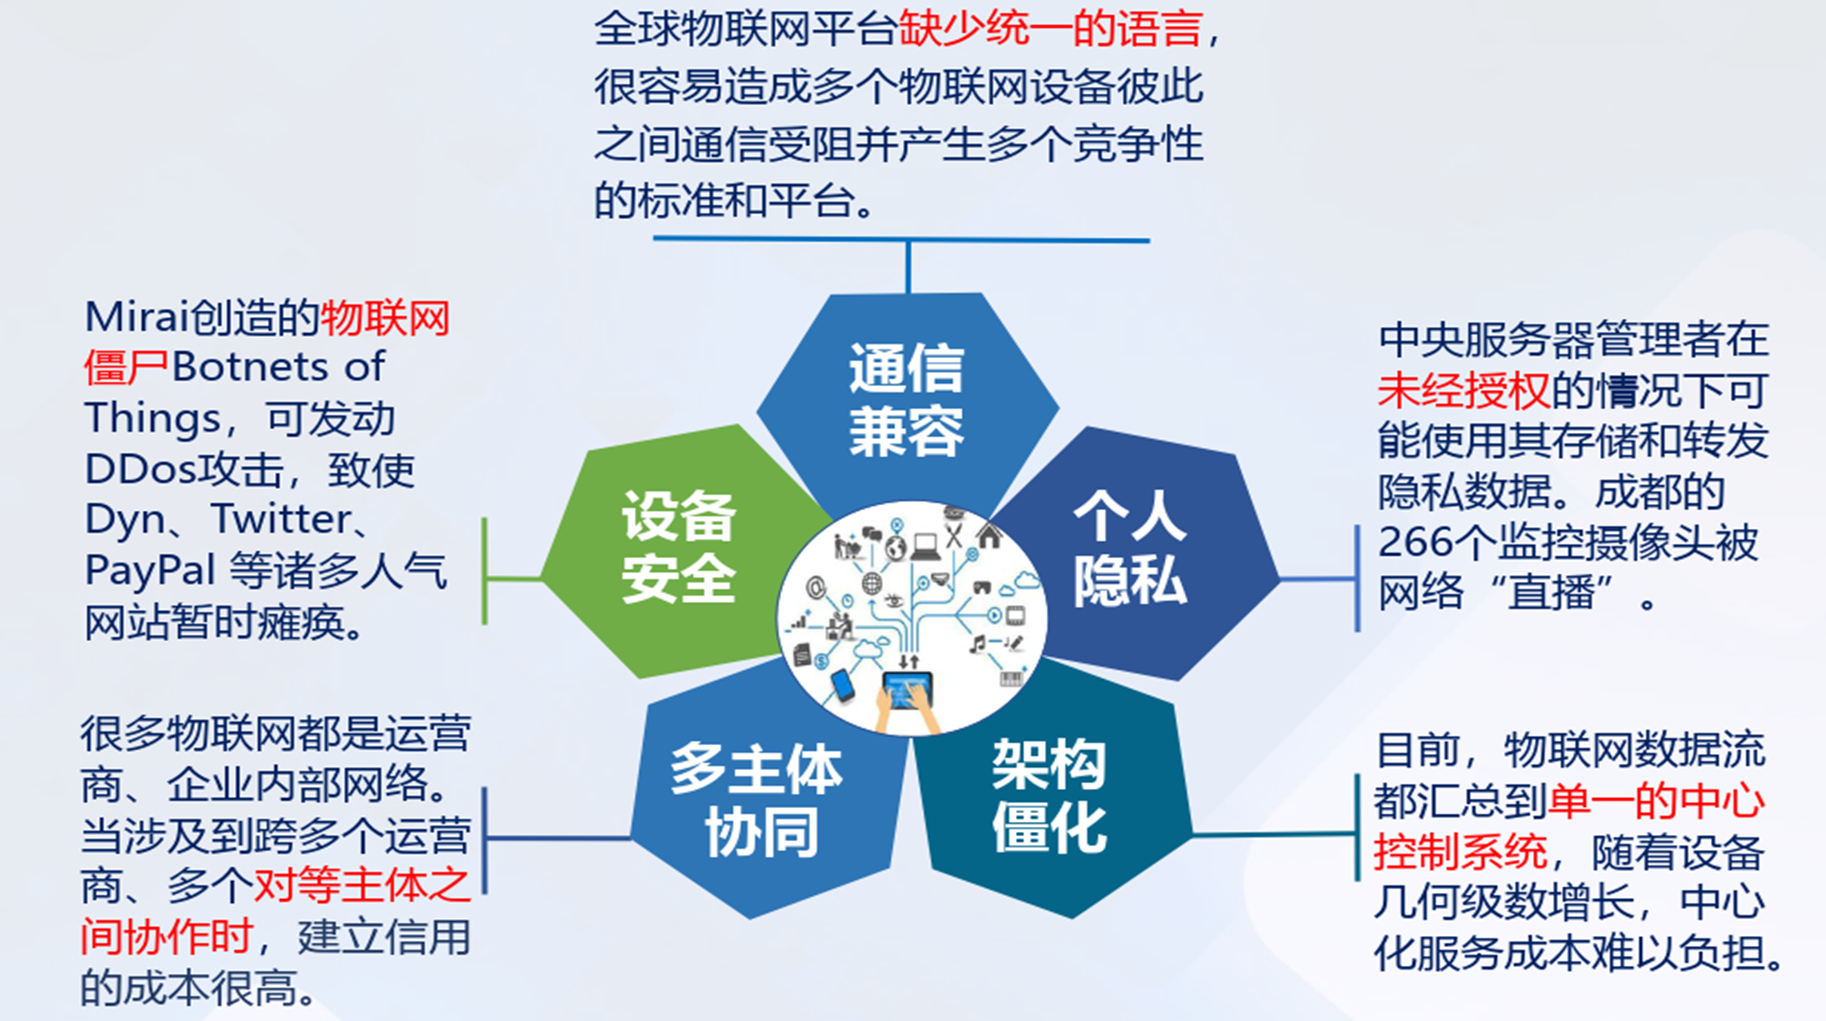 全球物联网平台缺少统一的语言，
很容易造成多个物联网设备彼此
之间通信受阻并产生多个竞争性
的标准和平台。
通信
兼容
Mirai创造的物联网
僵尸Botnets of
Things，可发动
DDos攻击，致使
Dyn、Twitter、
PayPal 等诸多人气
网站暂时瘫痪。
设备
安全
个人
隐私
中央服务器管理者在
未经授权的情况下可
能使用其存储和转发
隐私数据。成都的
266个监控摄像头被
网络“直播”。
很多物联网都是运营
商、企业内部网络。
当涉及到跨多个运营
商、多个对等主体之
间协作时，建立信用
的成本很高。
多主体
协同
架构
僵化
目前，物联网数据流
都汇总到单一的中心
控制系统，随着设备
几何级数增长，中心
化服务成本难以负担。